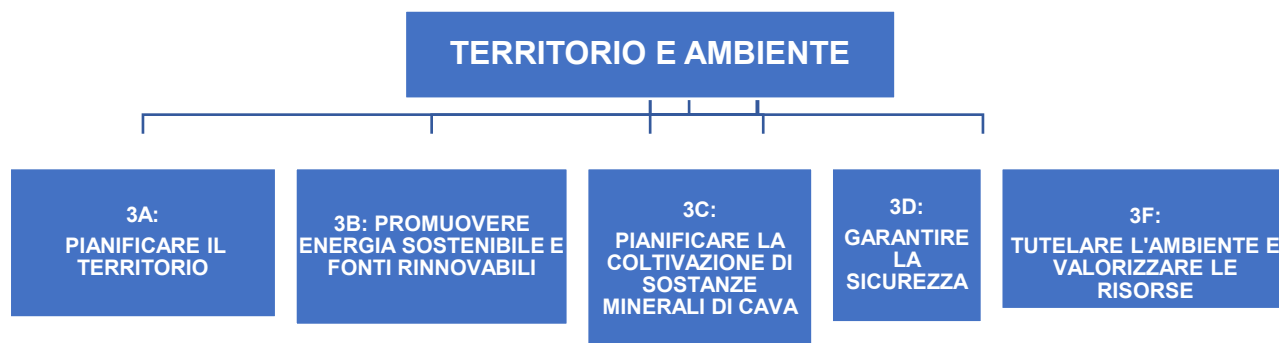 TERRITORIO E AMBIENTE
3A:
PIANIFICARE IL
TERRITORIO
3B: PROMUOVERE
ENERGIA SOSTENIBILE E
FONTI RINNOVABILI
3C:
PIANIFICARE LA
COLTIVAZIONE DI
SOSTANZE
MINERALI DI CAVA
3D:
GARANTIRE
LA
SICUREZZA
3F:
TUTELARE L'AMBIENTE E
VALORIZZARE LE
RISORSE